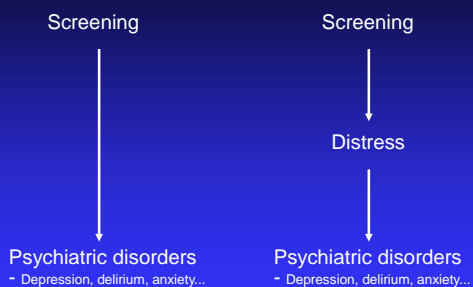 Screening
Psychiatric disorders
- Depression, delirium, anxiety...
Screening
Distress
Psychiatric disorders
- Depression, delirium, anxiety...